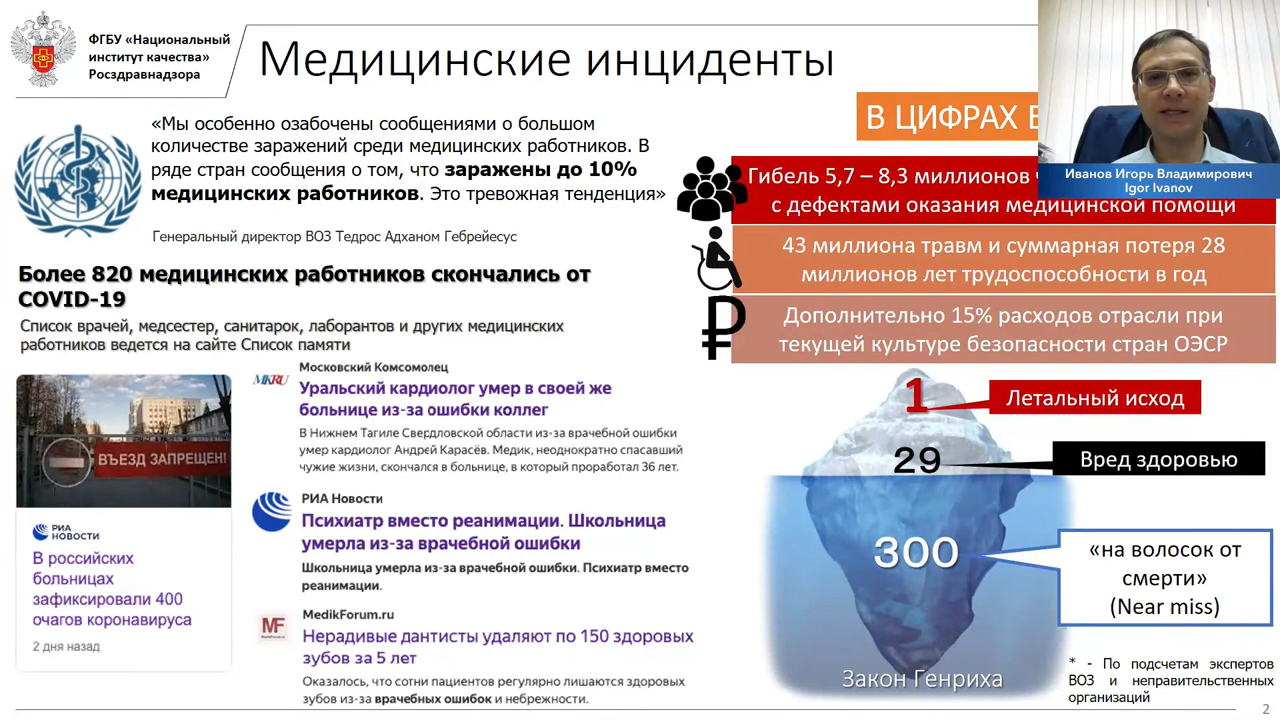 ФГБУ «Национальный
институт качества»
Росздравнадзора
Медицинские инциденты
«Мы особенно озабочены сообщениями о большом
количестве заражений среди медицинских работников. В
ряде стран сообщения о том, что заражены до 10%
медицинских работников. Это тревожная тенденция»
Генеральный директор ВОЗ Тедрос Адханом Гебрейесус
Более 820 медицинских работников скончались от
COVID-19
Список врачей, медсестер, санитарок, лаборантов и других медицинских
работников ведется на сайте Список памяти
ВЪЕЗД ЗАПРЕЩЕН!
РИА
НОВОСТИ
В российских
больницах
зафиксировали 400
очагов коронавируса
2 дня назад
MKRU
Московский Комсомолец
Уральский кардиолог умер в своей же
больнице из-за ошибки коллег
В Нижнем Тагиле Свердловской области из-за врачебной ошибки
умер кардиолог Андрей Карасёв. Медик, неоднократно спасавший
чужие жизни, скончался в больнице, в который проработал 36 лет.
РИА Новости
Психиатр вместо реанимации. Школьница
умерла из-за врачебной ошибки
Школьница умерла из-за врачебной ошибки. Психиатр вместо
реанимации.
MF
MedikForum.ru
Нерадивые дантисты удаляют по 150 здоровых
зубов за 5 лет
Оказалось, что сотни пациентов регулярно лишаются здоровых
зубов из-за врачебных ошибок и небрежности.
В ЦИФРАХ
Иванов Игорь Владимирович
Igor Ivanov
Гибель 5,7 – 8,3 миллионов
с дефектами оказания медицинской помощи
43 миллиона травм и суммарная потеря 28
миллионов лет трудоспособности в год
₽
Дополнительно 15% расходов отрасли при
текущей культуре безопасности стран ОЭСР
1
Летальный исход
29
Вред здоровью
300
«на волосок от
смерти»
(Near miss)
Закон Генриха
* - По подсчетам экспертов
ВОЗ и неправительственных
организаций
2